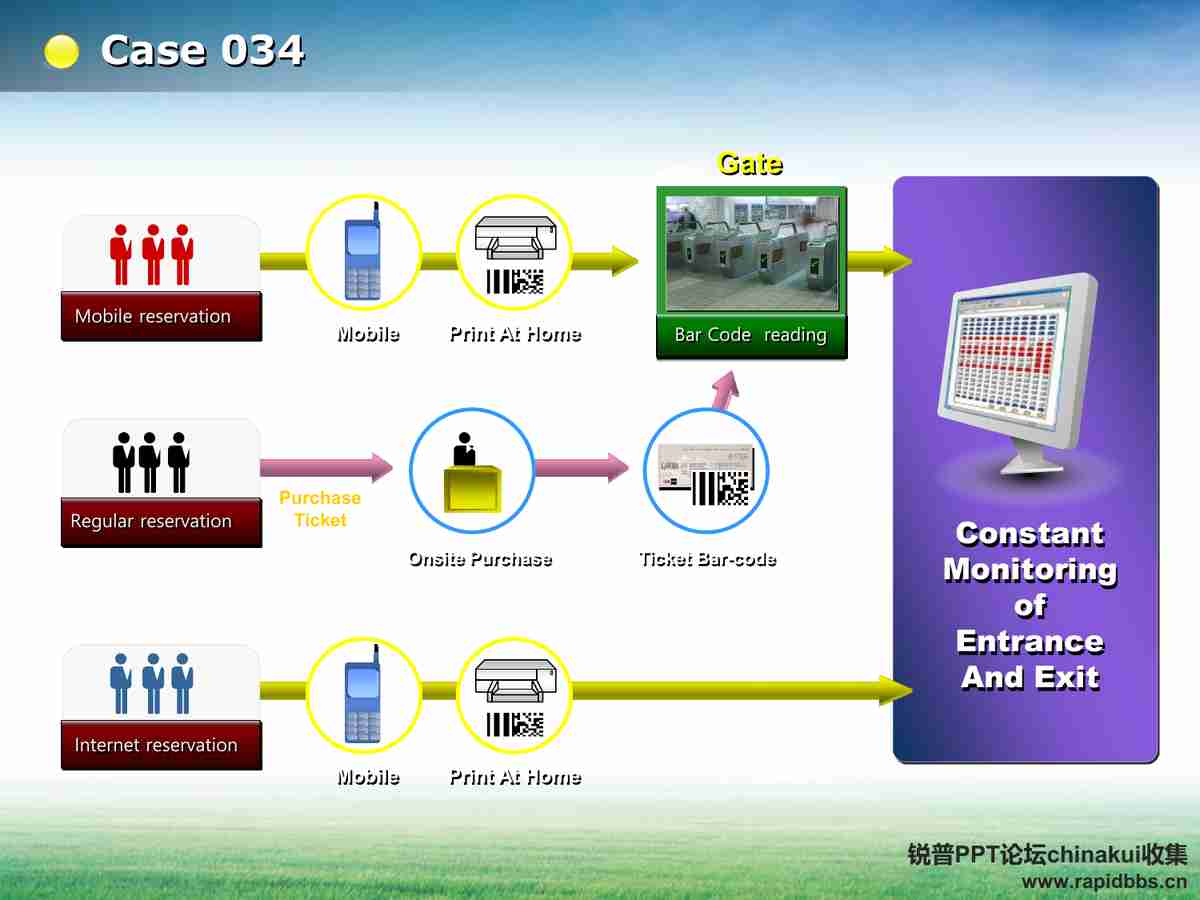 Case 034
Gate
Mobile reservation
Mobile
Print At Home
Bar Code reading
Regular reservation
Purchase
Ticket
Onsite Purchase
Ticket Bar-code
Constant
Monitoring
of
Entrance
And Exit
Internet reservation
Mobile
Print At Home
锐普PPT论坛chinakui收集
www.rapidbbs.cn